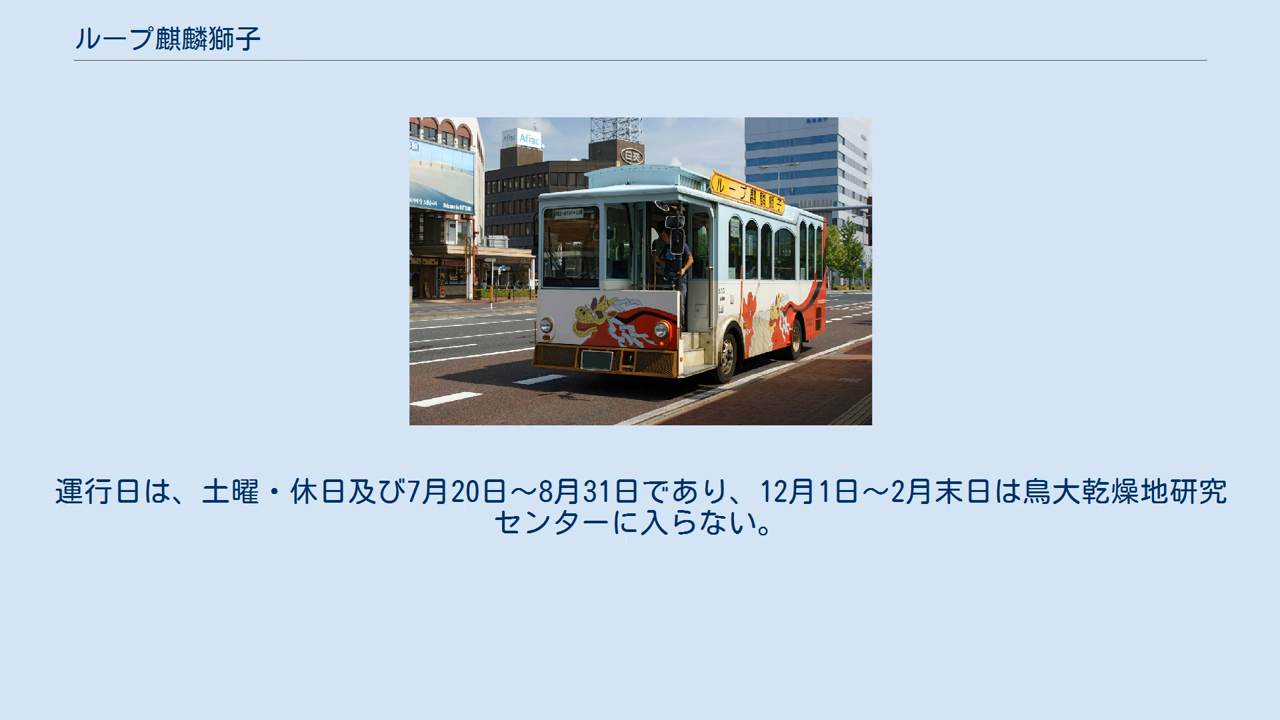 ループ麒麟獅子
Aflac
日交
ループ麒麟獅子
運行日は、土曜・休日及び7月20日～8月31日であり、12月1日～2月末日は鳥大乾燥地研究
センターに入らない。